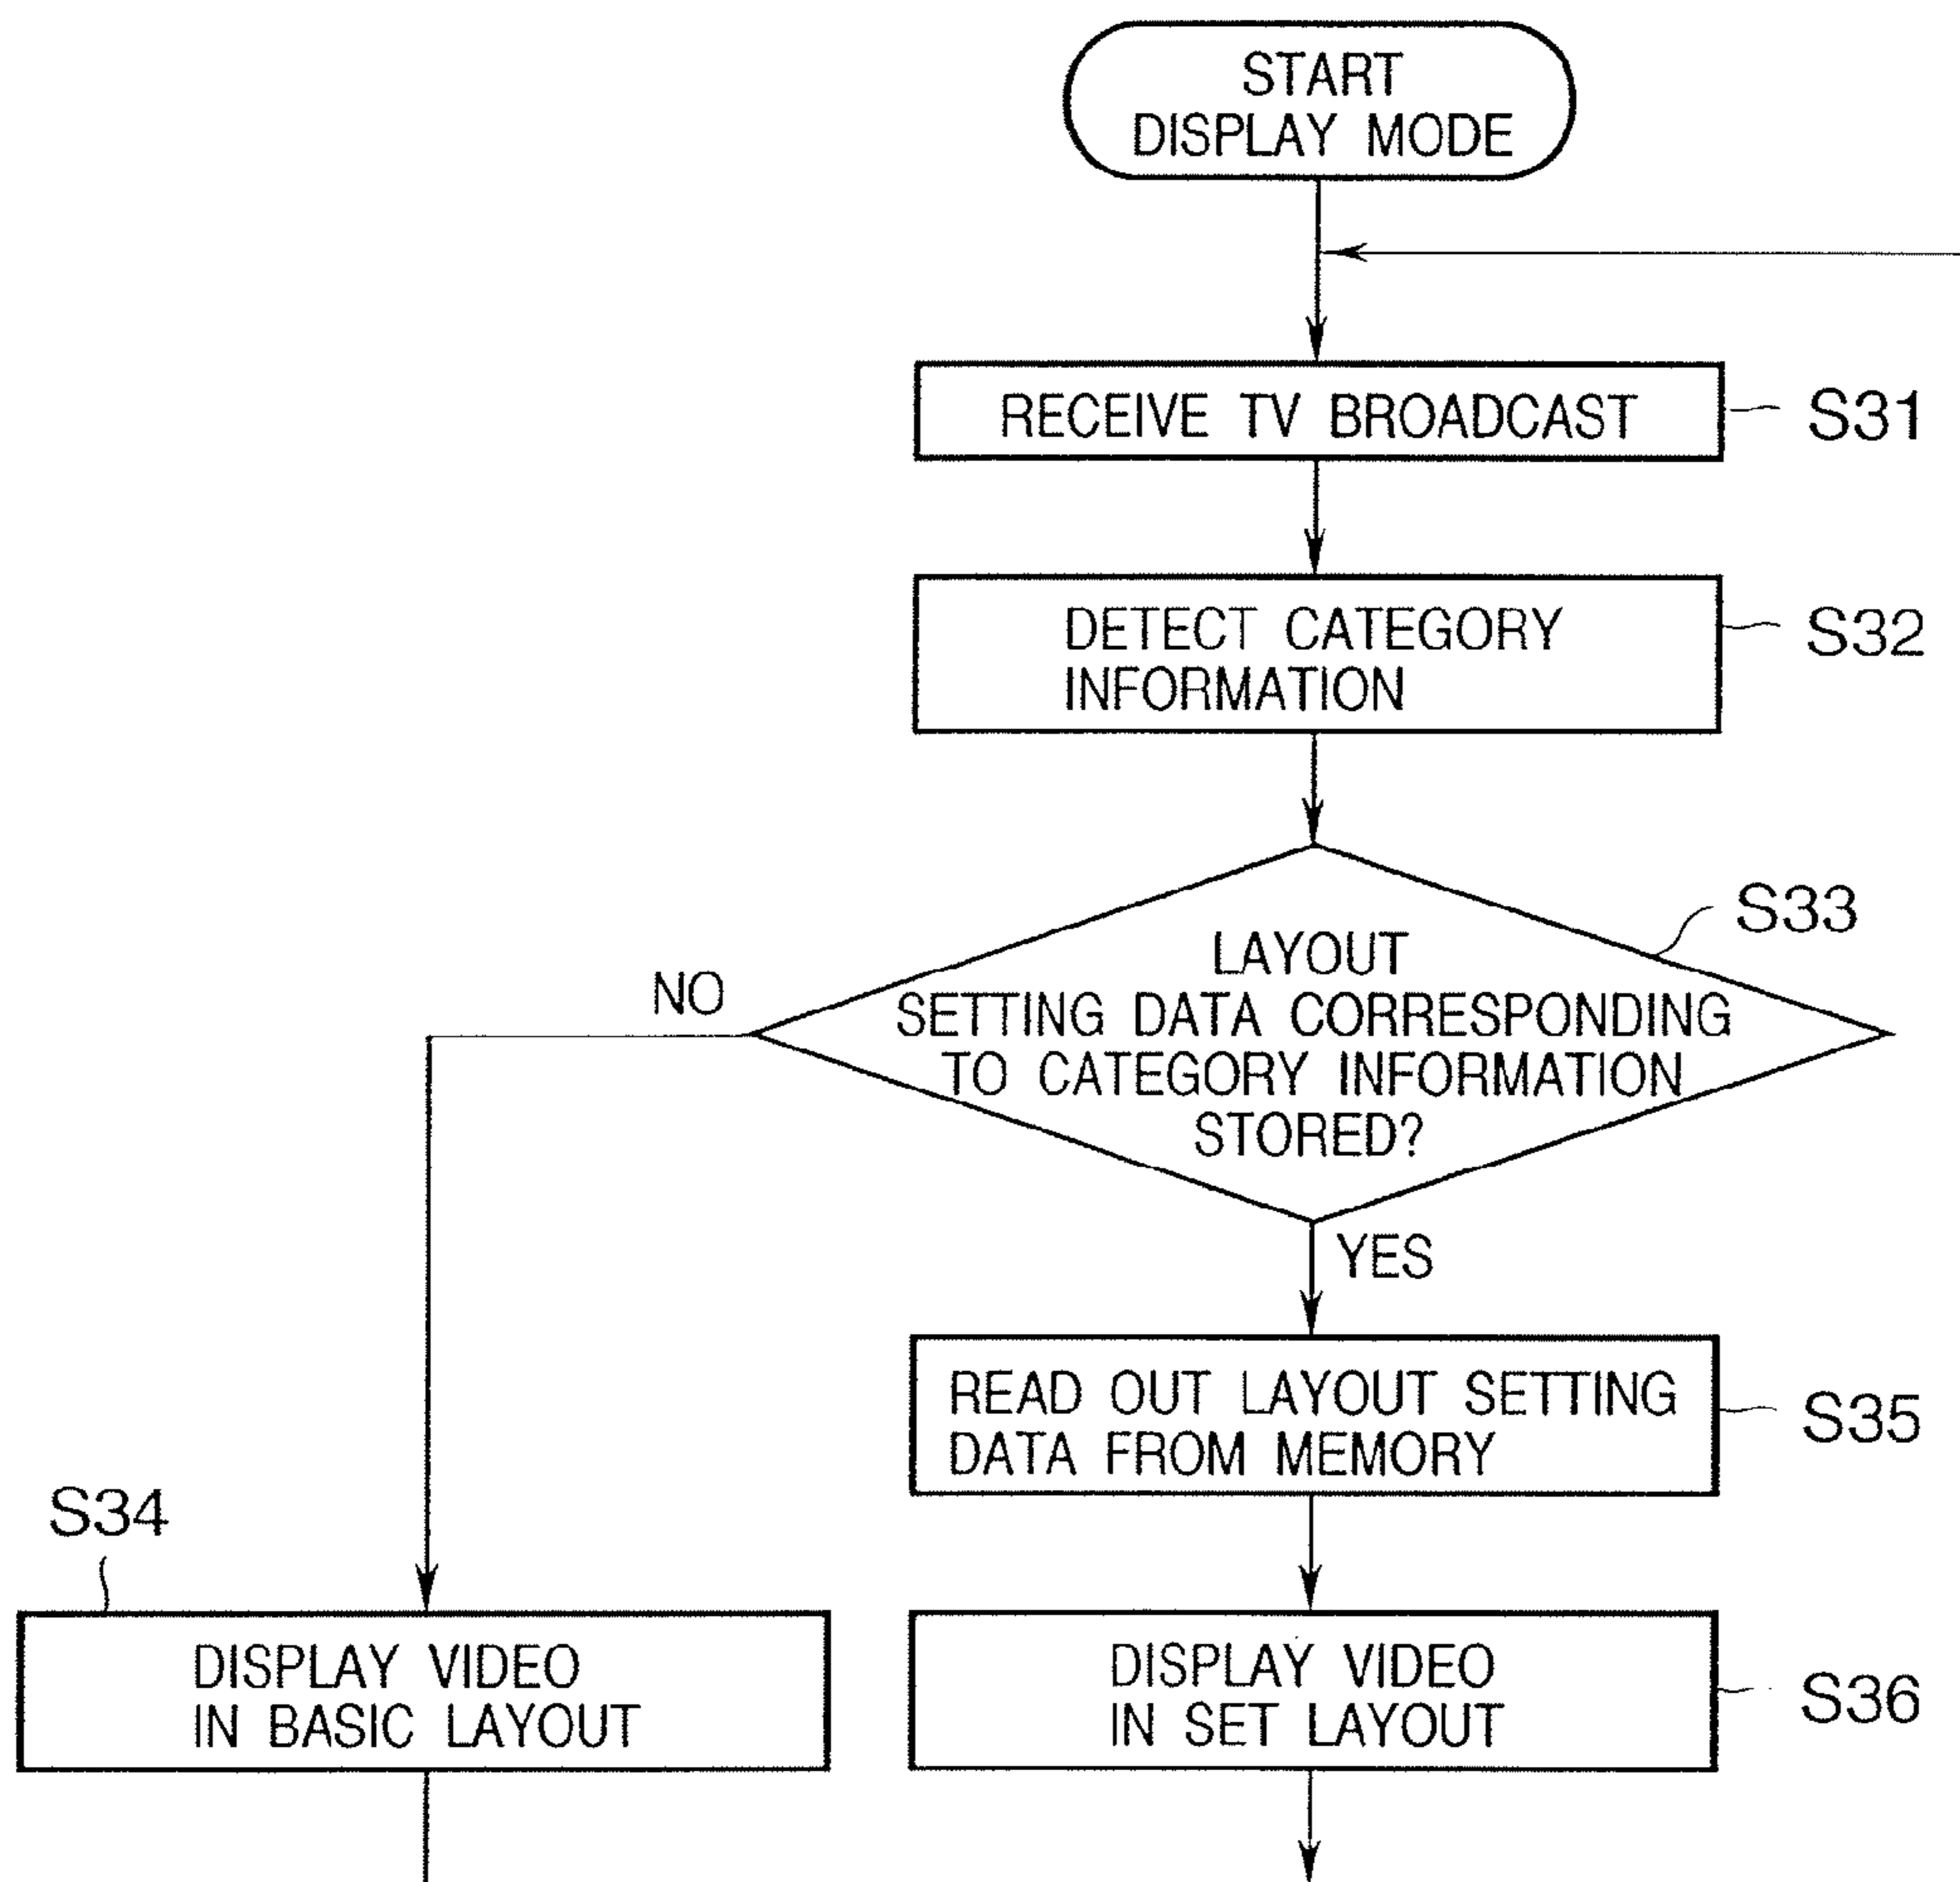 START
DISPLAY MODE
RECEIVE TV BROADCAST
S31
DETECT CATEGORY
INFORMATION
S32
S33
LAYOUT
SETTING DATA CORRESPONDING
TO CATEGORY INFORMATION
STORED?
NO
YES
READ OUT LAYOUT SETTING
DATA FROM MEMORY
S35
S34
DISPLAY VIDEO
IN BASIC LAYOUT
DISPLAY VIDEO
IN SET LAYOUT
S36